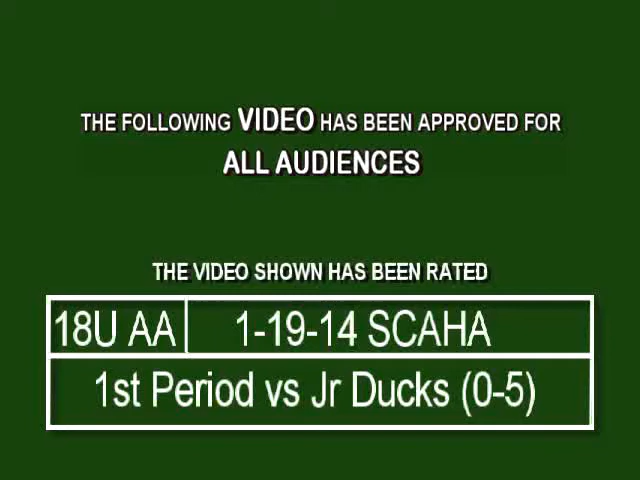 THE FOLLOWING VIDEO HAS BEEN APPROVED FOR
ALL AUDIENCES
THE VIDEO SHOWN HAS BEEN RATED
18U AA 1-19-14 SCAHA
1st Period vs Jr Ducks (0-5)